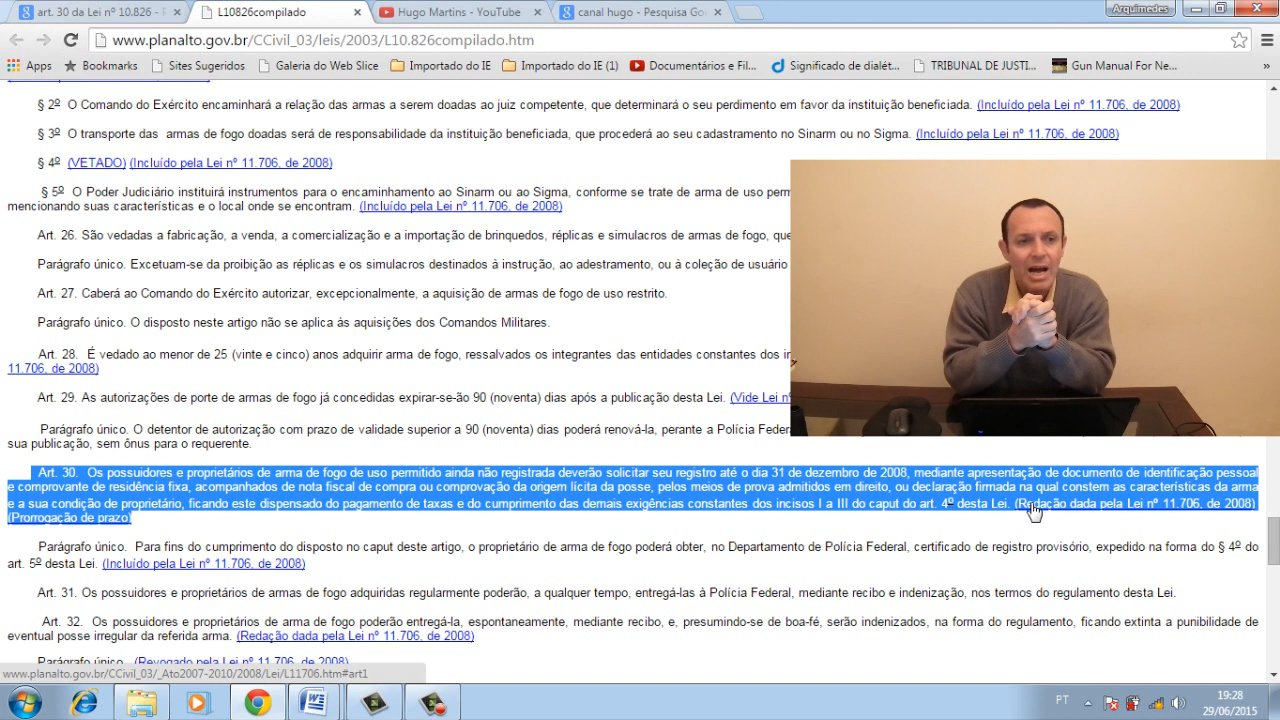 art. 30 da Lei nº 10.826 -
L10826compilado
Hugo Martins - YouTube
canal hugo - Pesquisa Go
Arquimedes
www.planalto.gov.br/CCivil_03/leis/2003/L10.826compilado.htm
Apps
Bookmarks
Sites Sugeridos
Galeria do Web Slice
Importado do IE
Importado do IE (1)
Documentários e Fil...
Significado de dialét...
TRIBUNAL DE JUSTI...
Gun Manual For Ne...
»
§ 2º O Comando do Exército encaminhará a relação das armas a serem doadas ao juiz competente, que determinará o seu perdimento em favor da instituição beneficiada. (Incluído pela Lei nº 11.706, de 2008)
§ 3º O transporte das armas de fogo doadas será de responsabilidade da instituição beneficiada, que procederá ao seu cadastramento no Sinarm ou no Sigma. (Incluído pela Lei nº 11.706, de 2008)
§ 4º (VETADO) (Incluído pela Lei nº 11.706, de 2008)
§ 5º O Poder Judiciário instituirá instrumentos para o encaminhamento ao Sinarm ou ao Sigma, conforme se trate de arma de uso perm
mencionando suas características e o local onde se encontram. (Incluído pela Lei nº 11.706, de 2008)
Art. 26. São vedadas a fabricação, a venda, a comercialização e a importação de brinquedos, réplicas e simulacros de armas de fogo, que
Parágrafo único. Excetuam-se da proibição as réplicas e os simulacros destinados à instrução, ao adestramento, ou à coleção de usuário
Art. 27. Caberá ao Comando do Exército autorizar, excepcionalmente, a aquisição de armas de fogo de uso restrito.
Parágrafo único. O disposto neste artigo não se aplica às aquisições dos Comandos Militares.
Art. 28. É vedado ao menor de 25 (vinte e cinco) anos adquirir arma de fogo, ressalvados os integrantes das entidades constantes dos in
11.706, de 2008)
Art. 29. As autorizações de porte de armas de fogo já concedidas expirar-se-ão 90 (noventa) dias após a publicação desta Lei. (Vide Lei nº
Parágrafo único. O detentor de autorização com prazo de validade superior a 90 (noventa) dias poderá renová-la, perante a Polícia Fede
sua publicação, sem ônus para o requerente.
Art. 30. Os possuidores e proprietários de arma de fogo de uso permitido ainda não registrada deverão solicitar seu registro até o dia 31 de dezembro de 2008, mediante apresentação de documento de identificação pessoal
e comprovante de residência fixa, acompanhados de nota fiscal de compra ou comprovação da origem lícita da posse, pelos meios de prova admitidos em direito, ou declaração firmada na qual constem as características da arma
e a sua condição de proprietário, ficando este dispensado do pagamento de taxas e do cumprimento das demais exigências constantes dos incisos I a III do caput do art. 4º desta Lei. (Redação dada pela Lei nº 11.706, de 2008)
(Prorrogação de prazo)
Parágrafo único. Para fins do cumprimento do disposto no caput deste artigo, o proprietário de arma de fogo poderá obter, no Departamento de Polícia Federal, certificado de registro provisório, expedido na forma do § 4º do
art. 5º desta Lei. (Incluído pela Lei nº 11.706, de 2008)
Art. 31. Os possuidores e proprietários de armas de fogo adquiridas regularmente poderão, a qualquer tempo, entregá-las à Polícia Federal, mediante recibo e indenização, nos termos do regulamento desta Lei.
Art. 32. Os possuidores e proprietários de arma de fogo poderão entregá-la, espontaneamente, mediante recibo, e, presumindo-se de boa-fé, serão indenizados, na forma do regulamento, ficando extinta a punibilidade de
eventual posse irregular da referida arma. (Redação dada pela Lei nº 11.706, de 2008)
Parágrafo único. (Revogado pela Lei nº 11.706, de 2008)
www.planalto.gov.br/CCivil_03/_Ato2007-2010/2008/Lei/L11706.htm#art1
PT
19:28
29/06/2015